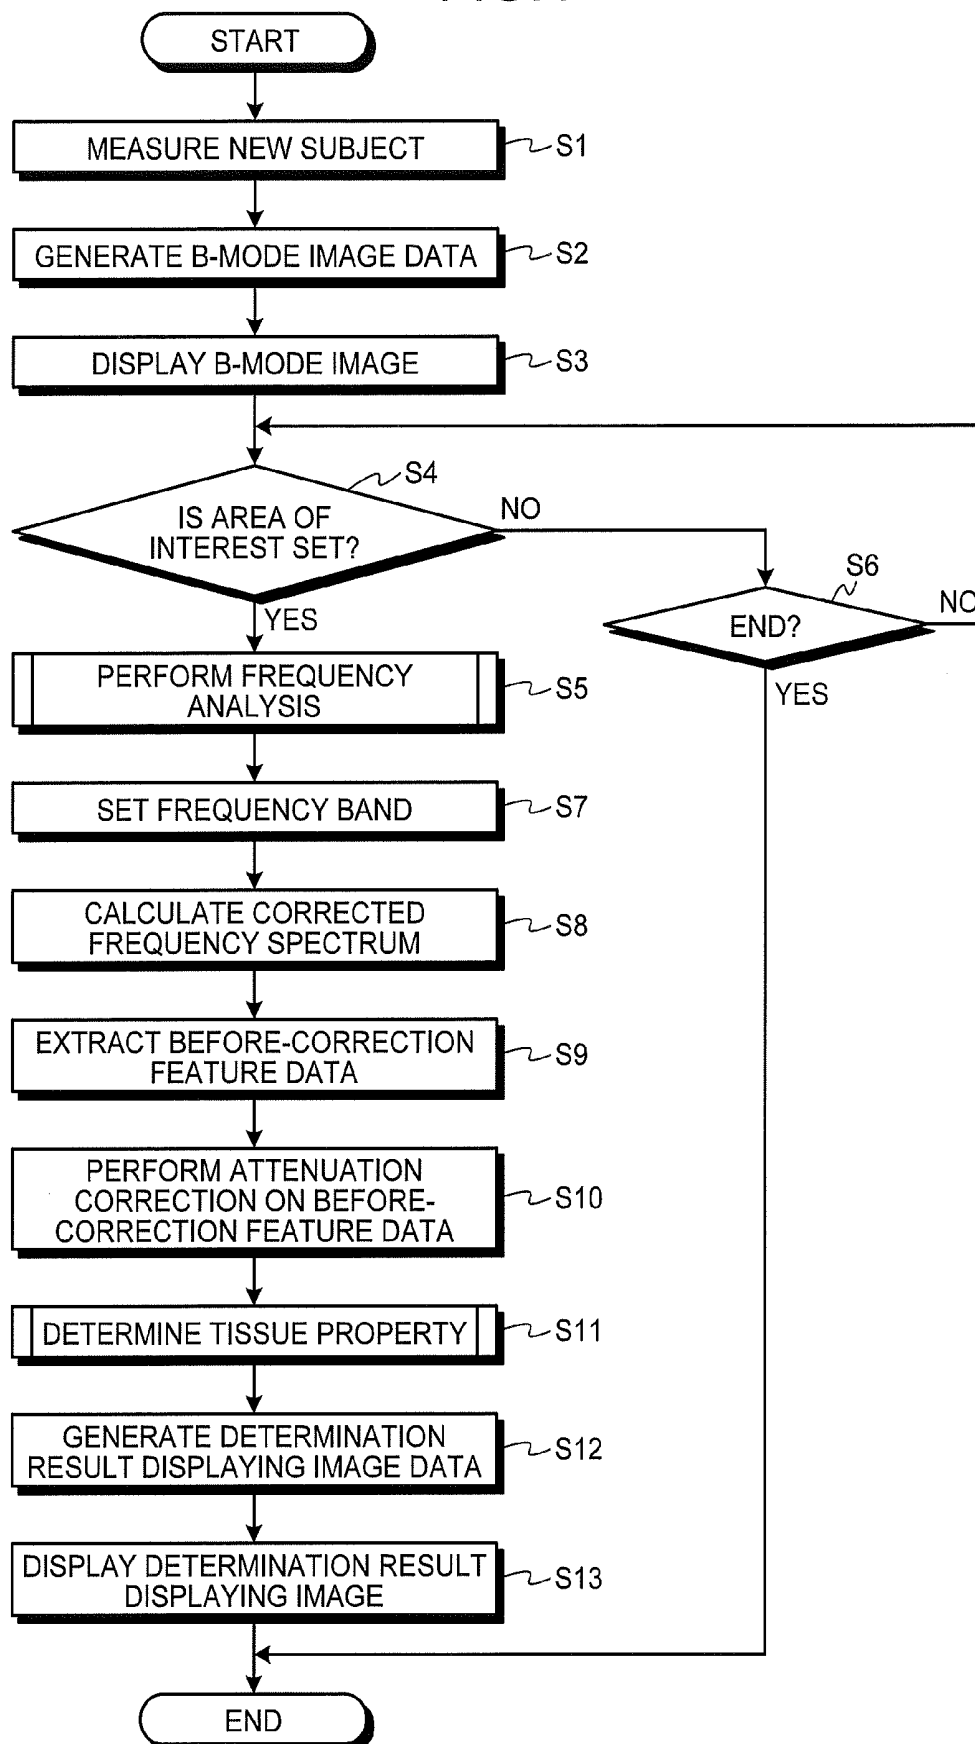 START
MEASURE NEW SUBJECT
S1
GENERATE B-MODE IMAGE DATA
S2
DISPLAY B-MODE IMAGE
S3
S4
IS AREA OF
INTEREST SET?
NO
YES
S6
END?
NO
YES
PERFORM FREQUENCY
ANALYSIS
S5
SET FREQUENCY BAND
S7
CALCULATE CORRECTED
FREQUENCY SPECTRUM
S8
EXTRACT BEFORE-CORRECTION
FEATURE DATA
S9
PERFORM ATTENUATION
CORRECTION ON BEFORE-
CORRECTION FEATURE DATA
S10
DETERMINE TISSUE PROPERTY
S11
GENERATE DETERMINATION
RESULT DISPLAYING IMAGE DATA
S12
DISPLAY DETERMINATION RESULT
DISPLAYING IMAGE
S13
END